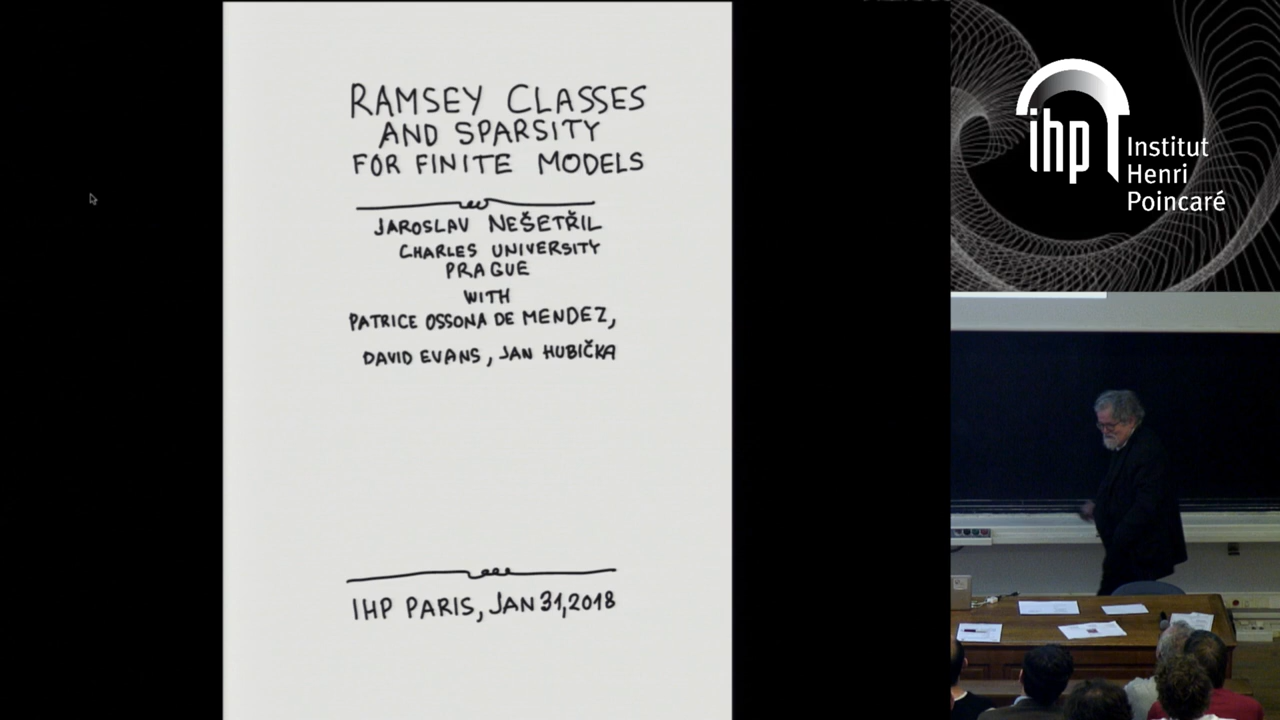 RAMSEY CLASSES
AND SPARSITY
FOR FINITE MODELS
JAROSLAV NEŠETŘIL
CHARLES UNIVERSITY
PRAGUE
WITH
PATRICE OSSONA DE MENDEZ,
DAVID EVANS, JAN HUBIČKA
IHP PARIS, JAN 31, 2018
ihp
Institut
Henri
Poincaré